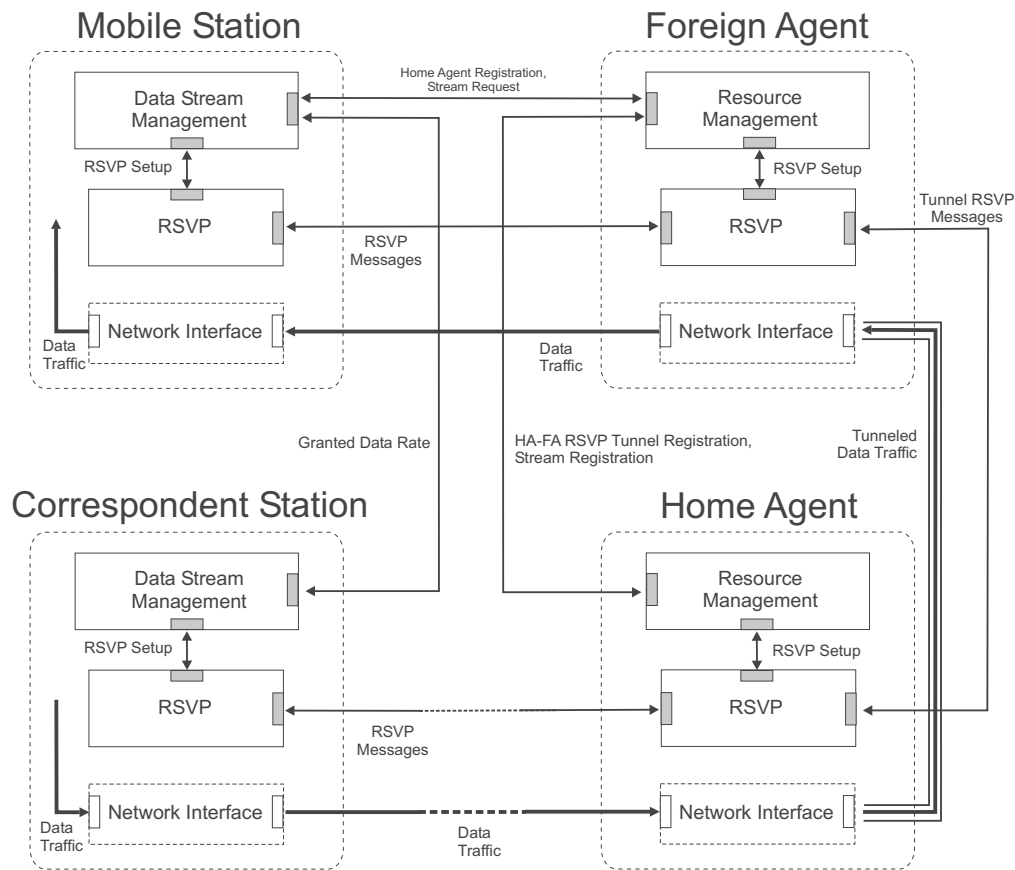 Mobile Station
Foreign Agent
Data Stream
Management
Home Agent Registration,
Stream Request
Resource
Management
RSVP Setup
RSVP Setup
RSVP
RSVP
Messages
RSVP
Tunnel RSVP
Messages
Network Interface
Network Interface
Data
Traffic
Data
Traffic
Granted Data Rate
HA-FA RSVP Tunnel Registration,
Stream Registration
Tunneled
Data Traffic
Correspondent Station
Home Agent
Data Stream
Management
Resource
Management
RSVP Setup
RSVP Setup
RSVP
RSVP
Messages
RSVP
Network Interface
Network Interface
Data
Traffic
Data
Traffic